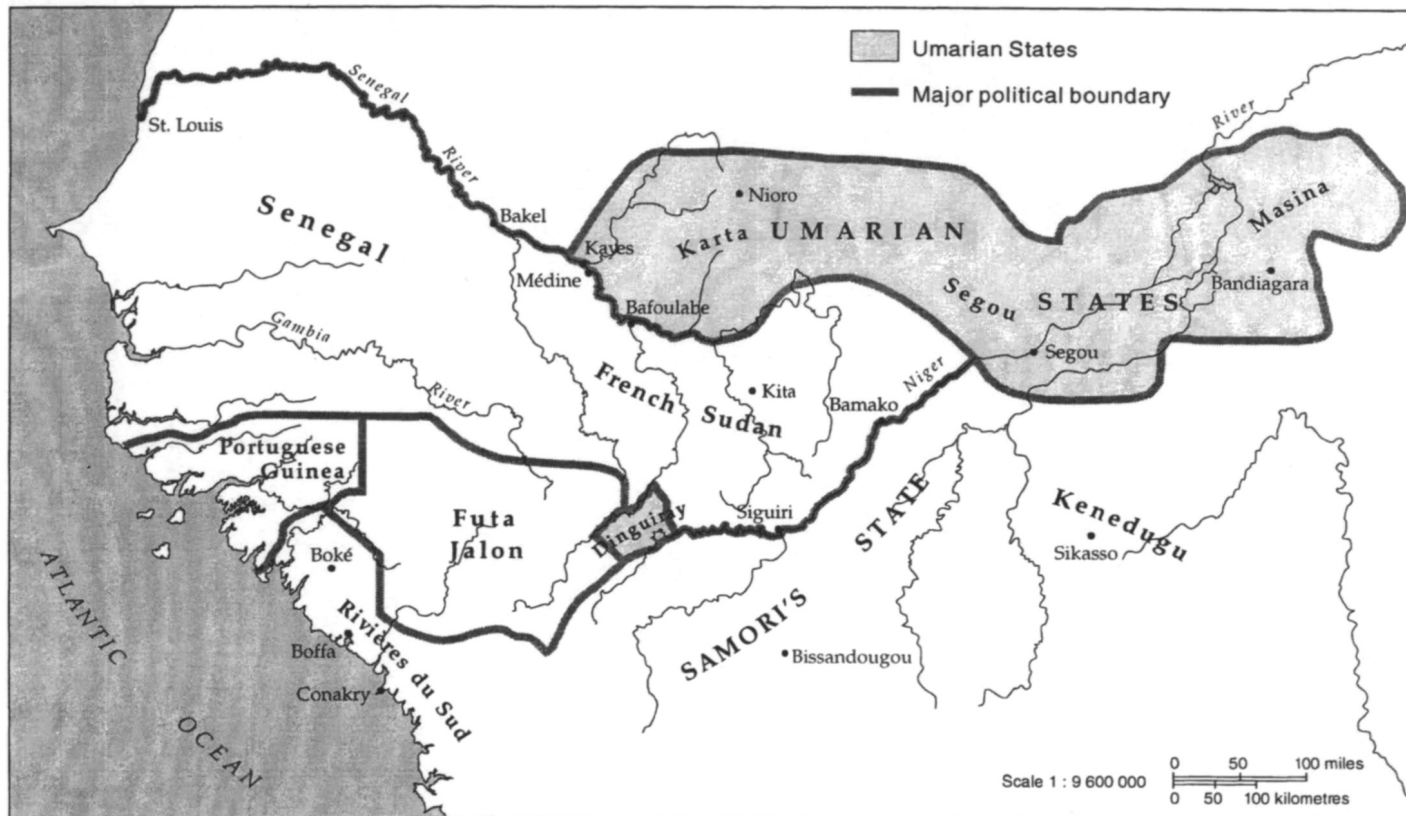 Umarian States
Major political boundary
Senegal
River
St. Louis
Senegal
Bakel
Kayes
Médine
Bafoulabe
Nioro
Karta
UMARIAN
STATES
Segou
Segou
River
Masina
Bandiagara
Gambia
River
French Sudan
Kita
Bamako
Niger
Portuguese
Guinea
Futa
Jalon
Dinguiray
Siguiri
Boké
Boffa
Conakry
Rivières du Sud
SAMORI'S STATE
Bissandougou
Kenedugu
Sikasso
ATLANTIC
OCEAN
Scale 1 : 9 600 000
0 50 100 miles
0 50 100 kilometres